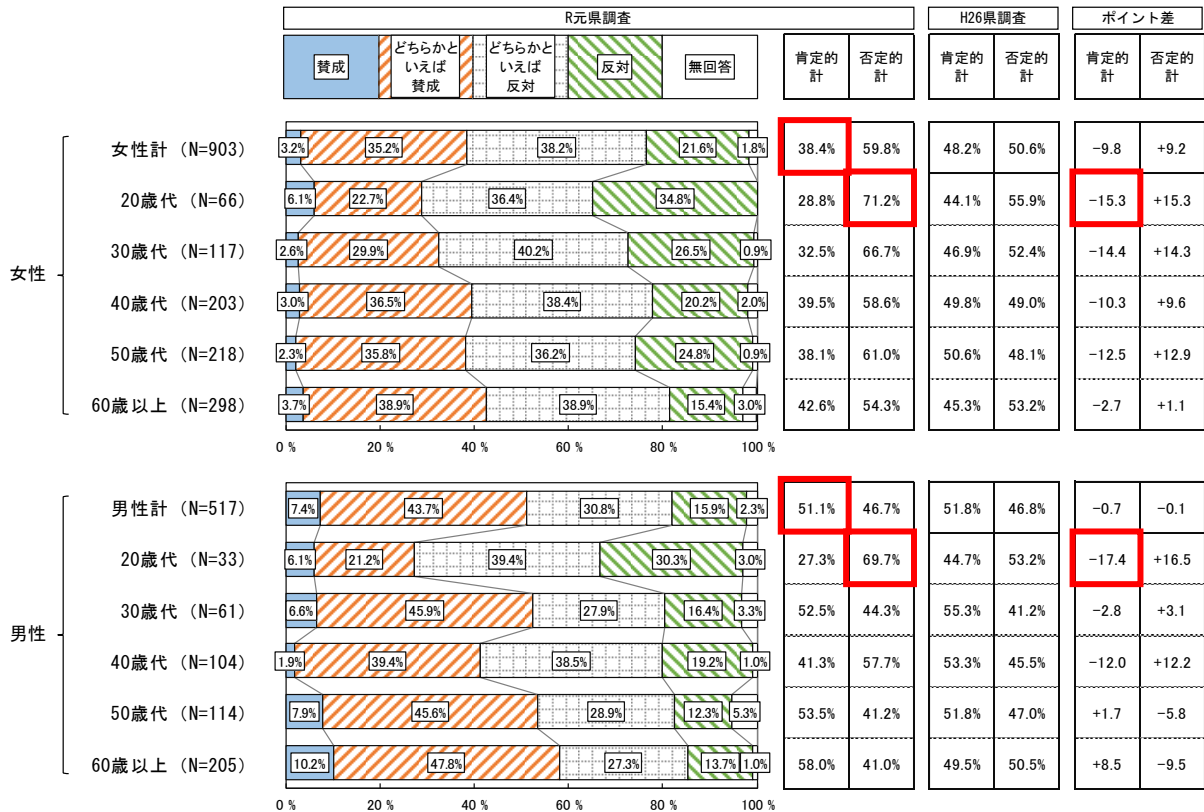 R元県調査 H26県調査 ポイント差
賛成 どちらかと いえば 賛成 どちらかと いえば 反対 反対 無回答 肯定的 計 否定的 計 肯定的 計 否定的 計 肯定的 計 否定的 計
女性計 (N=903) 3.2% 35.2% 38.2% 21.6% 1.8% 38.4% 59.8% 48.2% 50.6% −9.8 +9.2
20歳代 (N=66) 6.1% 22.7% 36.4% 34.8% 28.8% 71.2% 44.1% 55.9% −15.3 +15.3
30歳代 (N=117) 2.6% 29.9% 40.2% 26.5% 0.9% 32.5% 66.7% 46.9% 52.4% −14.4 +14.3
女性
40歳代 (N=203) 3.0% 36.5% 38.4% 20.2% 2.0% 39.5% 58.6% 49.8% 49.0% −10.3 +9.6
50歳代 (N=218) 2.3% 35.8% 36.2% 24.8% 0.9% 38.1% 61.0% 50.6% 48.1% −12.5 +12.9
60歳以上 (N=298) 3.7% 38.9% 38.9% 15.4% 3.0% 42.6% 54.3% 45.3% 53.2% −2.7 +1.1
0 % 20 % 40 % 60 % 80 % 100 %
男性計 (N=517) 7.4% 43.7% 30.8% 15.9% 2.3% 51.1% 46.7% 51.8% 46.8% −0.7 −0.1
20歳代 (N=33) 6.1% 21.2% 39.4% 30.3% 3.0% 27.3% 69.7% 44.7% 53.2% −17.4 +16.5
30歳代 (N=61) 6.6% 45.9% 27.9% 16.4% 3.3% 52.5% 44.3% 55.3% 41.2% −2.8 +3.1
男性
40歳代 (N=104) 1.9% 39.4% 38.5% 19.2% 1.0% 41.3% 57.7% 53.3% 45.5% −12.0 +12.2
50歳代 (N=114) 7.9% 45.6% 28.9% 12.3% 5.3% 53.5% 41.2% 51.8% 47.0% +1.7 −5.8
60歳以上 (N=205) 10.2% 47.8% 27.3% 13.7% 1.0% 58.0% 41.0% 49.5% 50.5% +8.5 −9.5
0 % 20 % 40 % 60 % 80 % 100 %